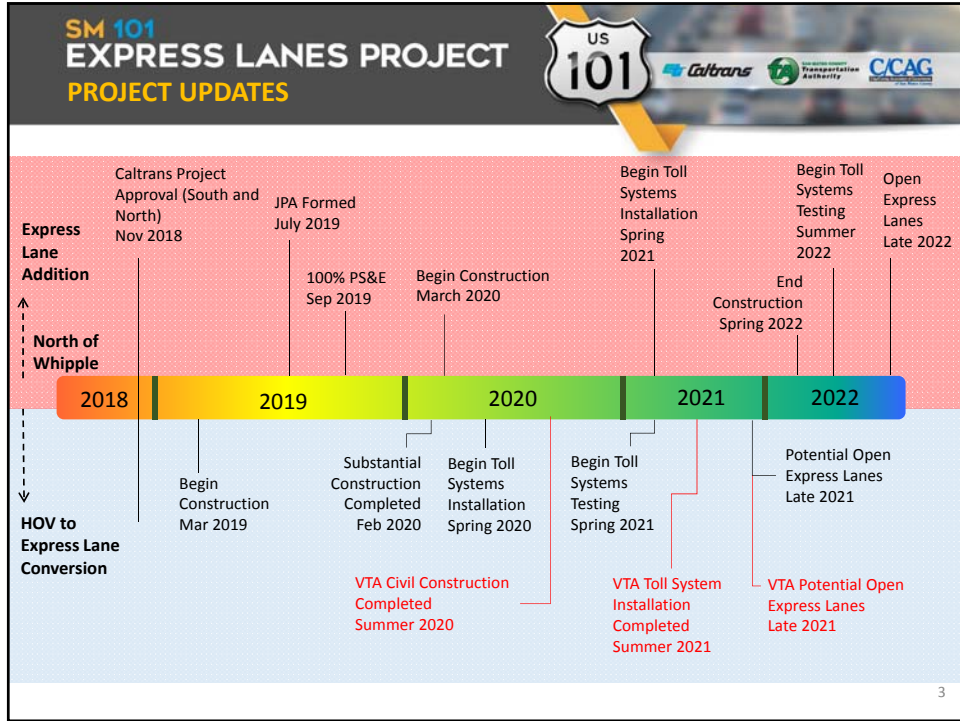 SM 101
EXPRESS LANES PROJECT
PROJECT UPDATES
US
101
Caltrans
TA
SAN MATEO COUNTY
Transportation
Authority
C/CAG
Caltrans Project
Approval (South and
North)
Nov 2018
JPA Formed
July 2019
100% PS&E
Sep 2019
Begin Construction
March 2020
Begin Toll
Systems
Installation
Spring
2021
Begin Toll
Systems
Testing
Summer
2022
Open
Express
Lanes
Late 2022
End
Construction
Spring 2022
Express
Lane
Addition
North of
Whipple
2018
2019
2020
2021
2022
HOV to
Express Lane
Conversion
Begin
Construction
Mar 2019
Substantial
Construction
Completed
Feb 2020
Begin Toll
Systems
Installation
Spring 2020
Begin Toll
Systems
Testing
Spring 2021
Potential Open
Express Lanes
Late 2021
VTA Civil Construction
Completed
Summer 2020
VTA Toll System
Installation
Completed
Summer 2021
VTA Potential Open
Express Lanes
Late 2021
3